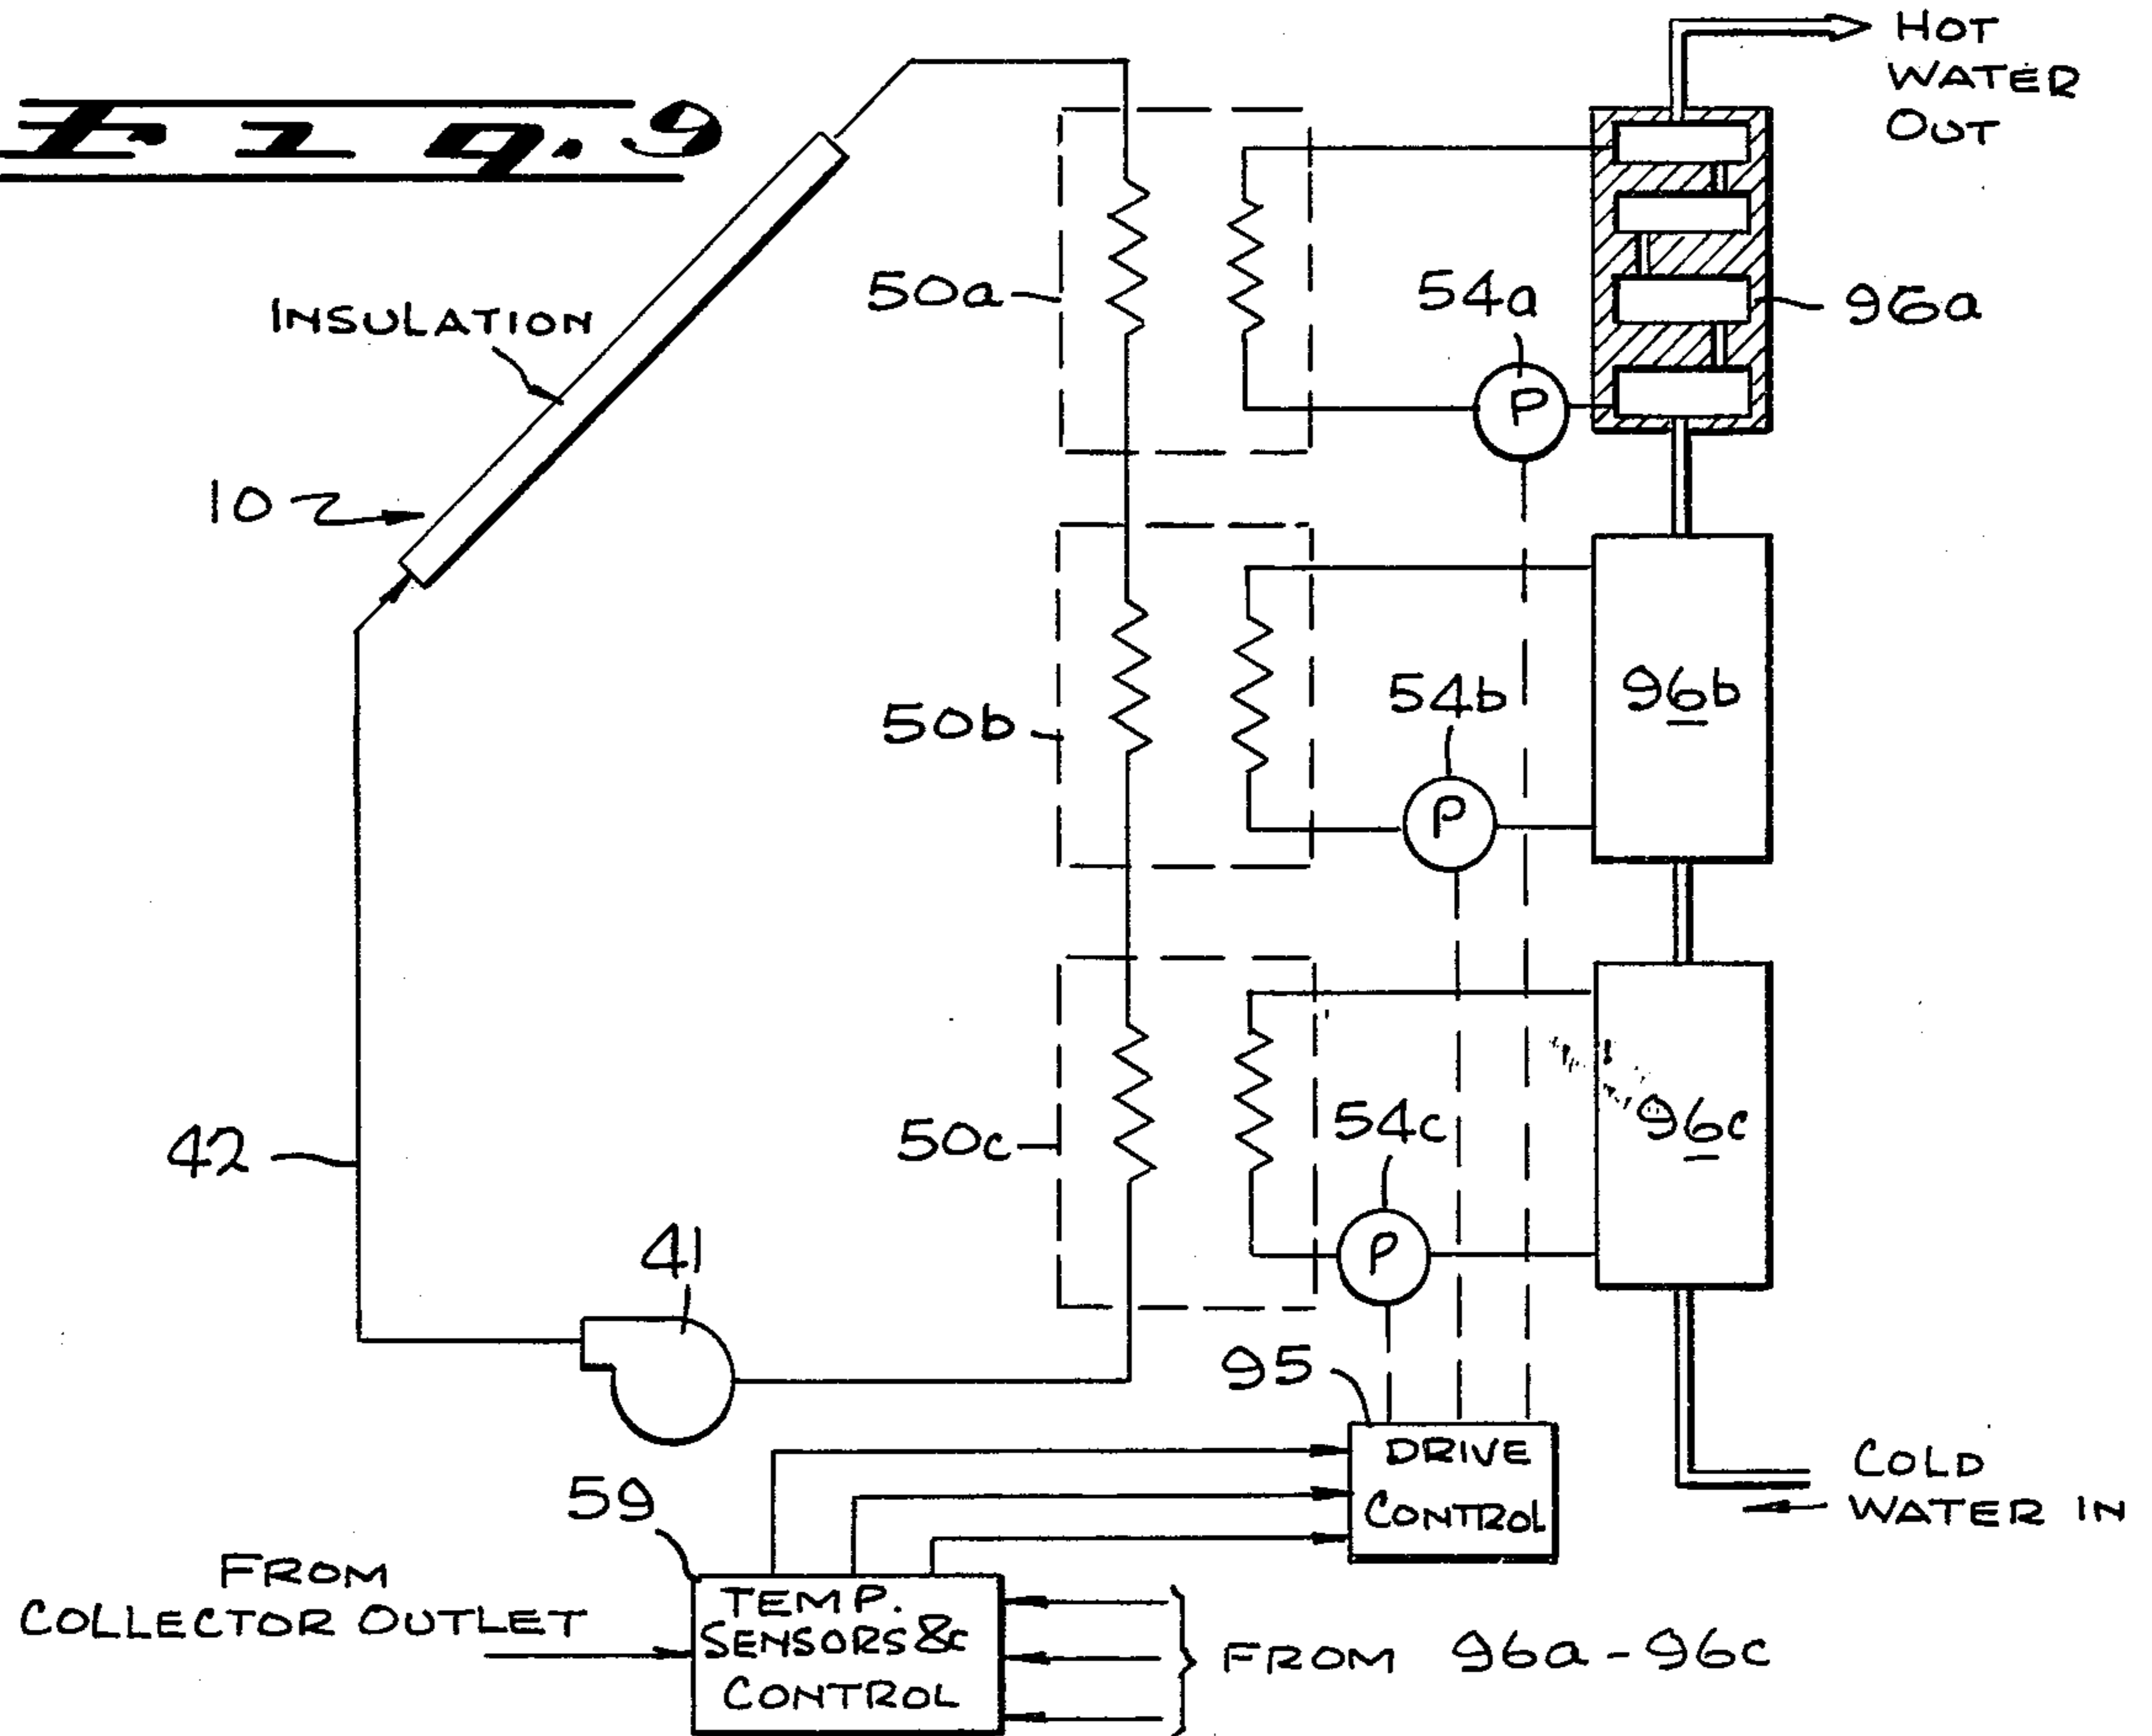 Fig. 9
HOT
WATER
OUT
INSULATION
50a
54a
96a
10
50b
54b
96b
50c
54c
96c
42
41
95
DRIVE
CONTROL
COLD
WATER IN
59
FROM
COLLECTOR OUTLET
TEMP.
SENSORS &
CONTROL
FROM 96a-96c